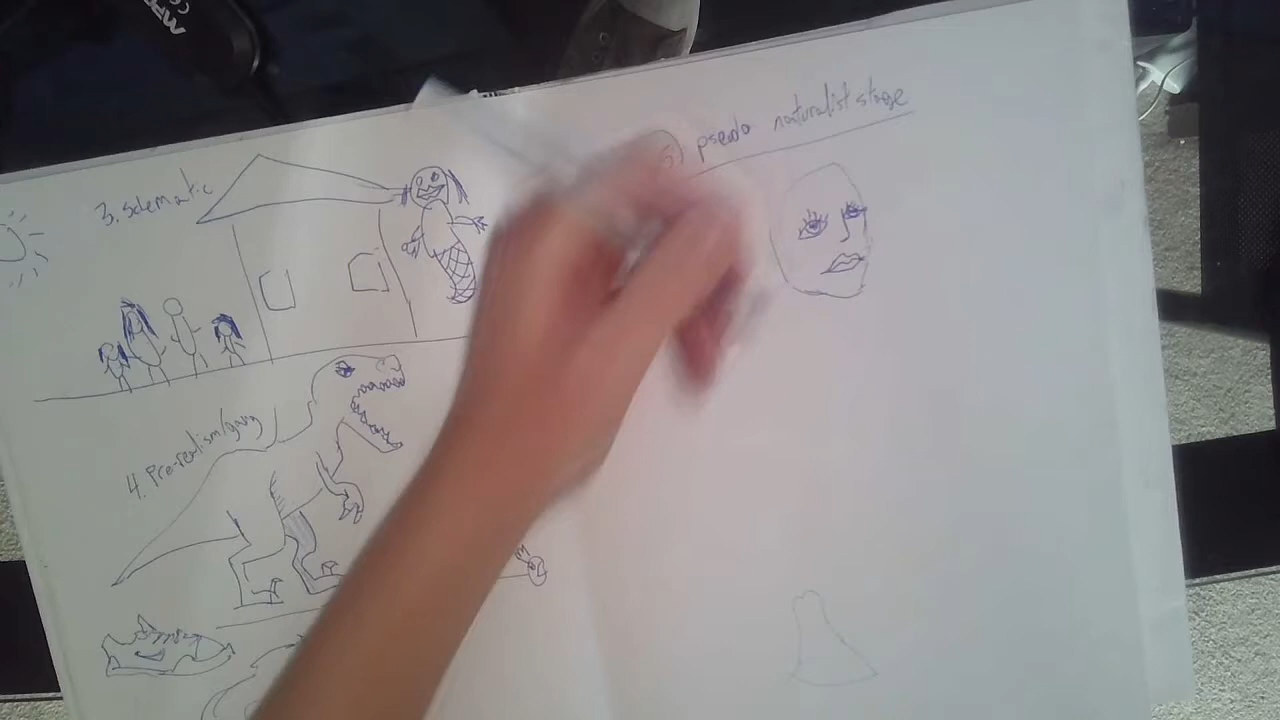 3. Schematic
4. Pre-realism/gang
5) pseudo naturalist stage